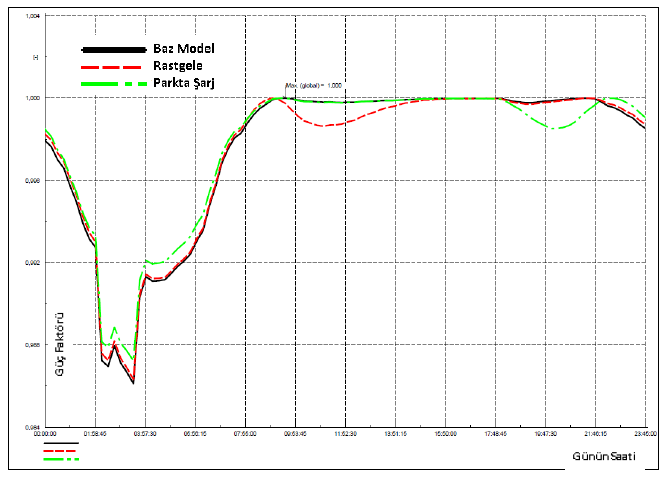 1,004
[-]
Baz Model
Rastgele
Parkta Şarj
Max. (global) = 1,000
1,000
0,996
0,992
0,988
0,984
Güç Faktörü
00:00:00 01:58:45 03:57:30 05:56:15 07:55:00 09:53:45 11:52:30 13:51:15 15:50:00 17:48:45 19:47:30 21:46:15 23:45:00
Günün Saati